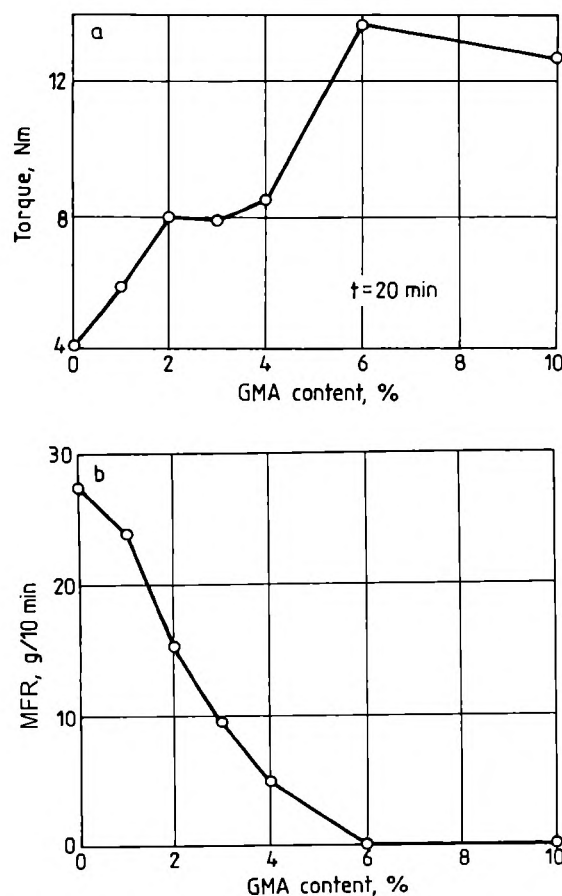 a
12
8
4
Torque, Nm
t=20 min
0 2 4 6 8 10
GMA content, %
b
30
20
10
0
MFR, g/10 min
0 2 4 6 8 10
GMA content, %